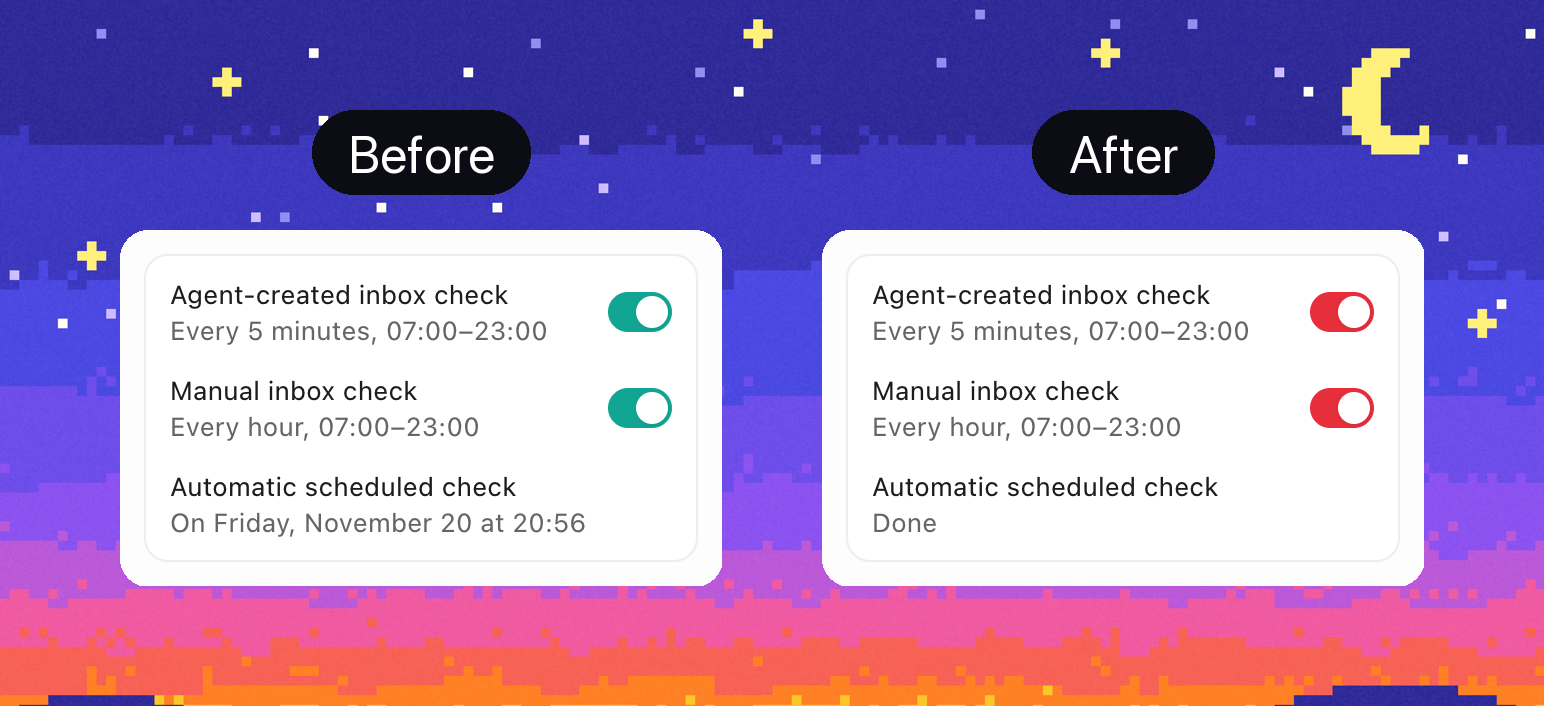 Before
Agent-created inbox check
Every 5 minutes, 07:00–23:00
Manual inbox check
Every hour, 07:00–23:00
Automatic scheduled check
On Friday, November 20 at 20:56
After
Agent-created inbox check
Every 5 minutes, 07:00–23:00
Manual inbox check
Every hour, 07:00–23:00
Automatic scheduled check
Done